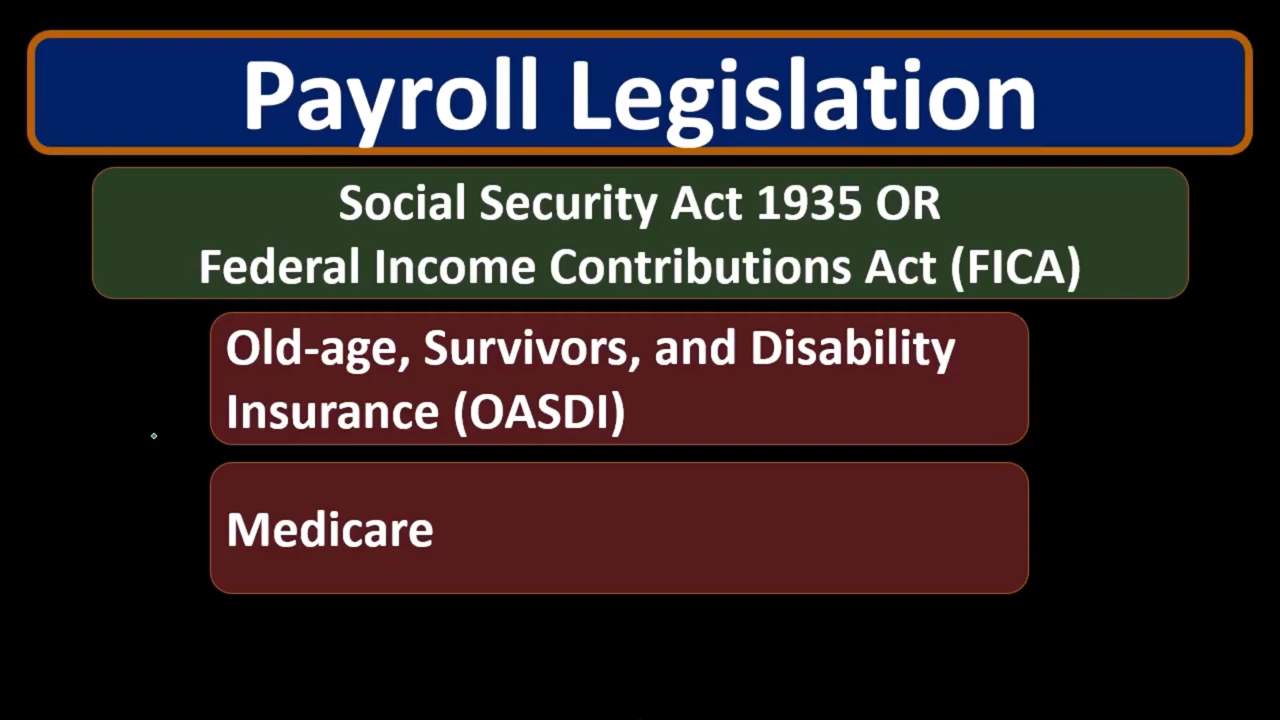 Payroll Legislation
Social Security Act 1935 OR
Federal Income Contributions Act (FICA)
Old-age, Survivors, and Disability
Insurance (OASDI)
Medicare